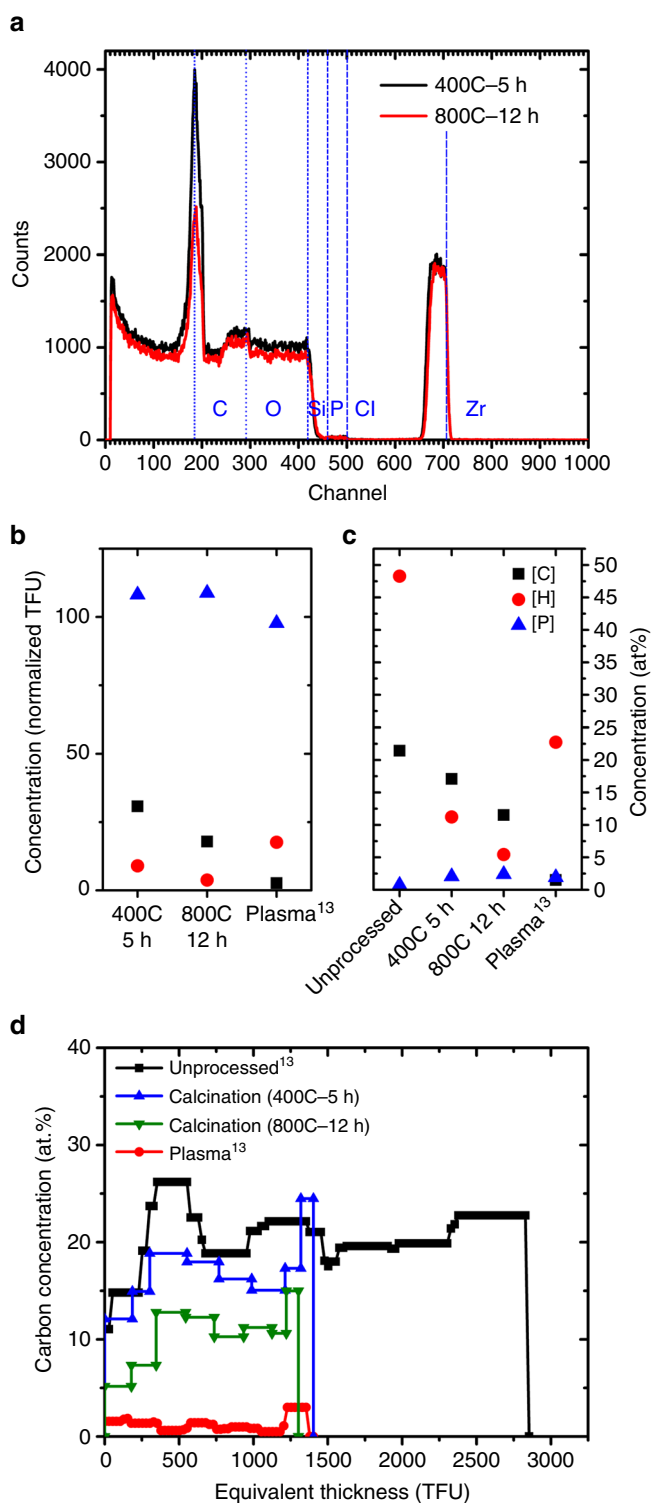 a
4000
3000
2000
1000
0
Counts
400C–5 h
800C–12 h
C O Si P Cl Zr
0 100 200 300 400 500 600 700 800 900 1000
Channel
b
100
50
0
Concentration (normalized TFU)
400C 5 h
800C 12 h
Plasma13
c
[C]
[H]
[P]
50
45
40
35
30
25
20
15
10
5
0
Concentration (at%)
Unprocessed
400C 5 h
800C 12 h
Plasma13
d
40
30
20
10
0
Carbon concentration (at.%)
Unprocessed13
Calcination (400C–5 h)
Calcination (800C–12 h)
Plasma13
0 500 1000 1500 2000 2500 3000
Equivalent thickness (TFU)